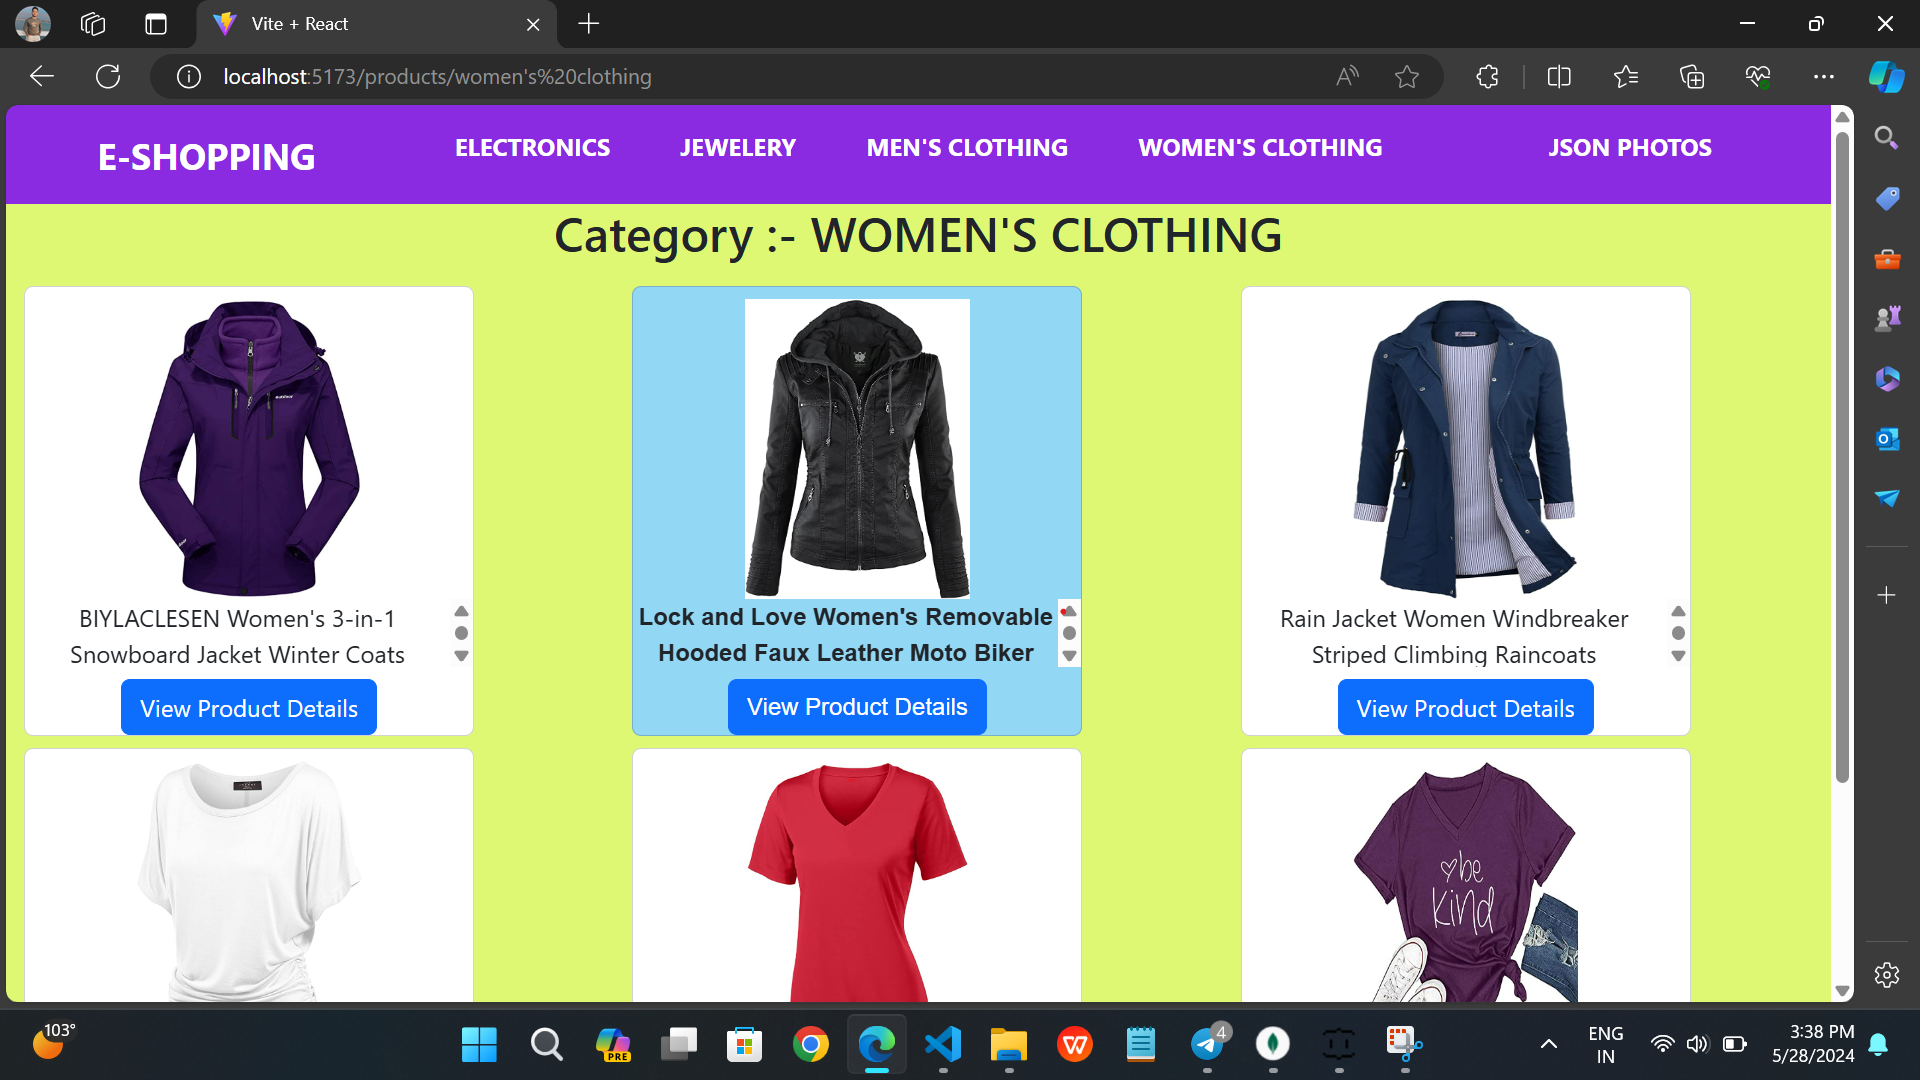 Vite + React
localhost:5173/products/women's%20clothing
E-SHOPPING
ELECTRONICS
JEWELERY
MEN'S CLOTHING
WOMEN'S CLOTHING
JSON PHOTOS
Category :- WOMEN'S CLOTHING
BIYLACLESEN Women's 3-in-1
Snowboard Jacket Winter Coats
View Product Details
Lock and Love Women's Removable
Hooded Faux Leather Moto Biker
View Product Details
Rain Jacket Women Windbreaker
Striped Climbing Raincoats
View Product Details
be
kind
103°
PRE
4
ENG
IN
3:38 PM
5/28/2024